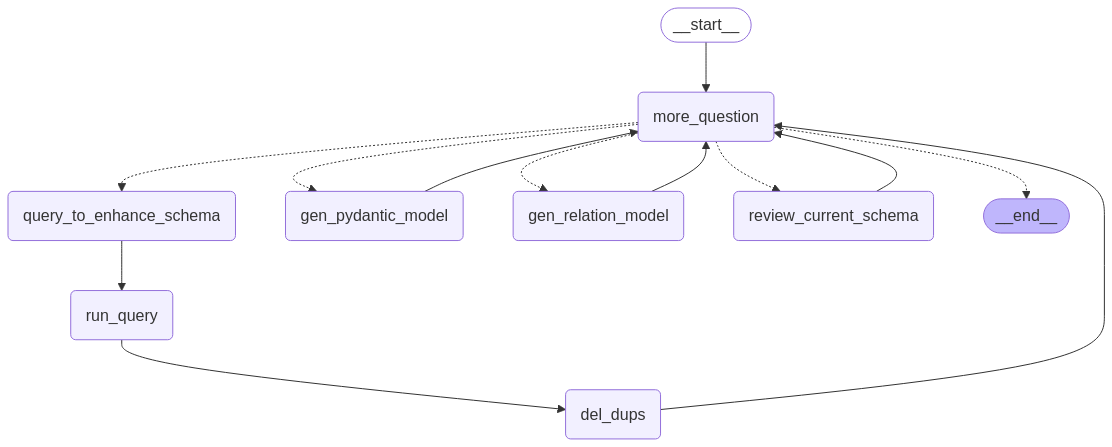 __start__
more_question
query_to_enhance_schema
gen_pydantic_model
gen_relation_model
review_current_schema
__end__
run_query
del_dups